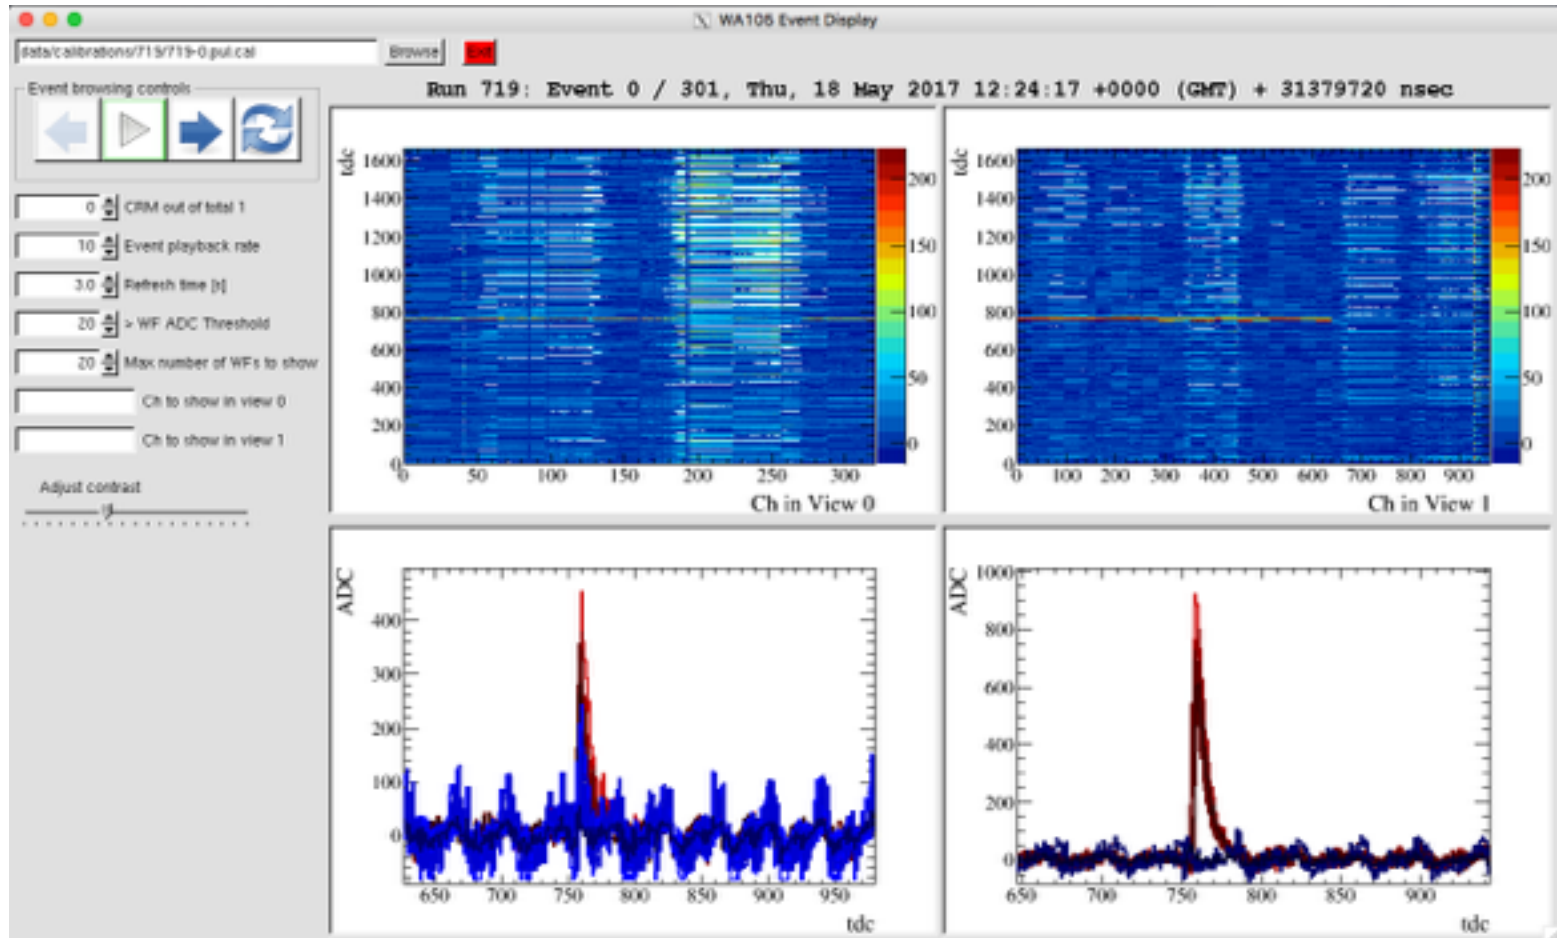 WA105 Event Display
data/calibrations/719/719-0.pul.cal
Browse
Exit
Event browsing controls
Run 719: Event 0 / 301, Thu, 18 May 2017 12:24:17 +0000 (GMT) + 31379720 nsec
0 CRM out of total 1
10 Event playback rate
3.0 Refresh time [s]
20 > WF ADC Threshold
20 Max number of WFs to show
Ch to show in view 0
Ch to show in view 1
Adjust contrast
tdc
1600
1400
1200
1000
800
600
400
200
0
0 50 100 150 200 250 300
Ch in View 0
200
150
100
50
0
tdc
1600
1400
1200
1000
800
600
400
200
0
0 100 200 300 400 500 600 700 800 900
Ch in View 1
200
150
100
50
0
ADC
400
300
200
100
0
650 700 750 800 850 900 950
tdc
ADC
1000
800
600
400
200
0
650 700 750 800 850 900
tdc